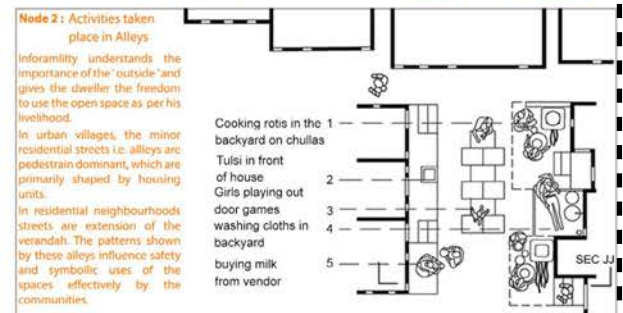 Node 2 : Activities taken
place in Alleys
Inforamlity understands the
importance of the ' outside 'and
gives the dweller the freedom
to use the open space as per his
livelihood.
In urban villages, the minor
residential streets i.e. allleys are
pedestrain dominant, which are
primarily shaped by housing
units.
In residential neighbourhoods
streets are extension of the
verandah. The patterns shown
by these alleys influence safety
and symbollic uses of the
spaces effectively by the
communities.
Cooking rotis in the 1
backyard on chullas
Tulsi in front
of house 2
Girls playing out
door games 3
washing cloths in 4
backyard
buying milk 5
from vendor
SEC JJ